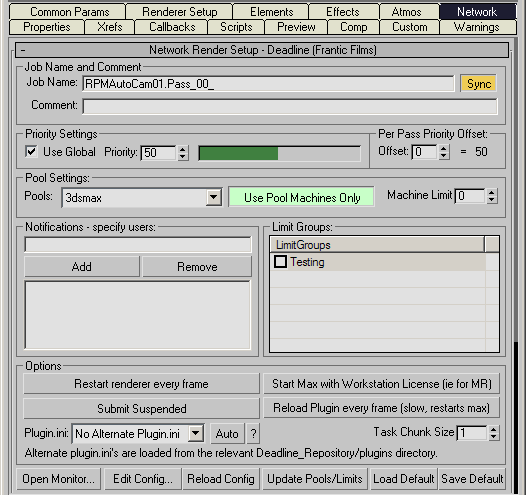 Common Params Renderer Setup Elements Effects Atmos Network
Properties Xrefs Callbacks Scripts Preview Comp Custom Warnings
- Network Render Setup - Deadline (Frantic Films)
Job Name and Comment
Job Name: RPMAutoCam01.Pass_00_ Sync
Comment:
Priority Settings Per Pass Priority Offset:
Use Global Priority: 50 Offset: 0 = 50
Pool Settings:
Pools: 3dsmax Use Pool Machines Only Machine Limit 0
Notifications - specify users: Limit Groups:
LimitGroups
Add Remove Testing
Options
Restart renderer every frame Start Max with Workstation License (ie for MR)
Submit Suspended Reload Plugin every frame (slow, restarts max)
Plugin.ini: No Alternate Plugin.ini Auto ? Task Chunk Size 1
Alternate plugin.ini's are loaded from the relevant Deadline_Repository/plugins directory.
Open Monitor... Edit Config... Reload Config Update Pools/Limits Load Default Save Default